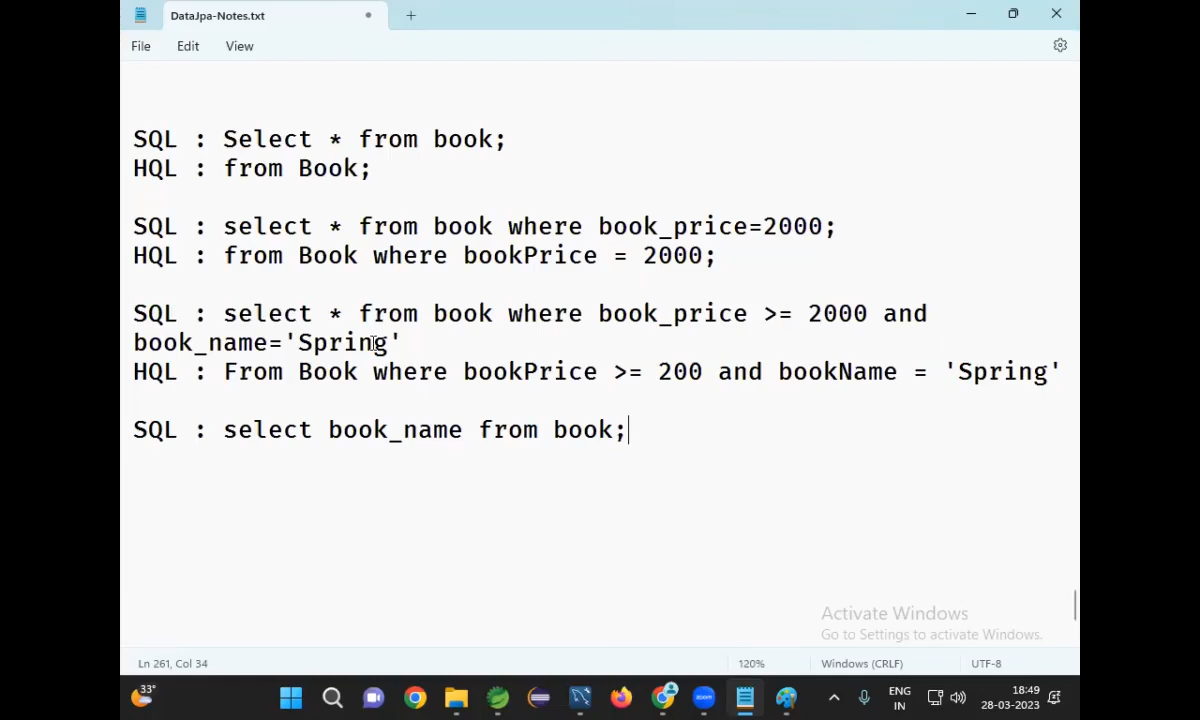 DataJpa-Notes.txt
File Edit View
SQL : Select * from book;
HQL : from Book;
SQL : select * from book where book_price=2000;
HQL : from Book where bookPrice = 2000;
SQL : select * from book where book_price >= 2000 and
book_name='Spring'
HQL : From Book where bookPrice >= 200 and bookName = 'Spring'
SQL : select book_name from book;
Activate Windows
Go to Settings to activate Windows.
Ln 261, Col 34 120% Windows (CRLF) UTF-8
33°
zoom
ENG
IN
18:49
28-03-2023